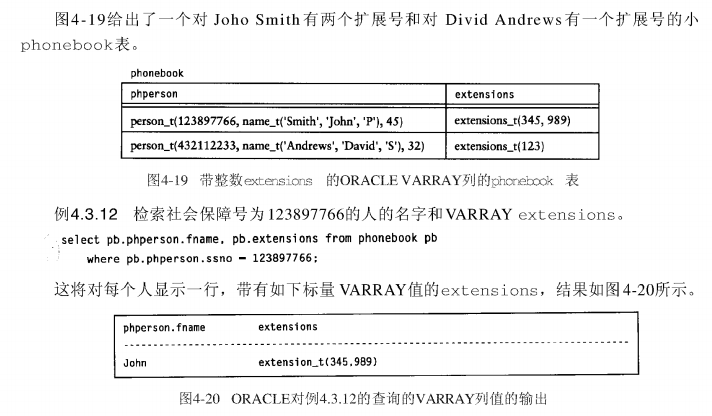 图4-19给出了一个对 Joho Smith有两个扩展号和对 Divid Andrews有一个扩展号的小
phonebook表。
phonebook
phperson extensions
person_t(123897766, name_t('Smith', 'John', 'P'), 45) extensions_t(345, 989)
person_t(432112233, name_t('Andrews', 'David', 'S'), 32) extensions_t(123)
图4-19 带整数extensions 的ORACLE VARRAY列的phonebook 表
例4.3.12 检索社会保障号为123897766的人的名字和VARRAY extensions。
select pb.phperson.fname, pb.extensions from phonebook pb
where pb.phperson.ssno = 123897766;
这将对每个人显示一行，带有如下标量 VARRAY值的extensions，结果如图4-20所示。
phperson.fname extensions
John extension_t(345,989)
图4-20 ORACLE对例4.3.12的查询的VARRAY列值的输出